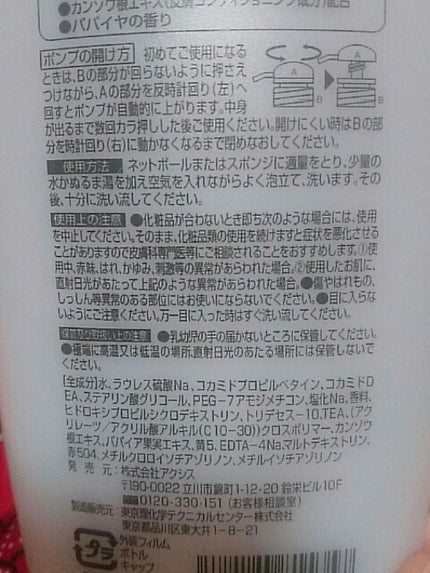 ●カンゾウ根エキス(皮膚コンディショニング成分)配合
●パパイヤの香り
ポンプの開け方 初めてご使用になる
ときは、Bの部分が回らないように押さえ
つけながら、Aの部分を反時計回り(左)へ
回すとポンプが自動的に上がります。中身
が出るまで数回カラ押しした後ご使用ください。開けにくい時はBの部
分を時計回り(右)に動かなくなるまで閉めなおしてください。
A
B
A
B
使用方法 ネットボールまたはスポンジに適量をとり、少量の
水かぬるま湯を加え空気を入れながらよく泡立て、洗います。その
後、十分に洗い流してください。
使用上の注意 ●化粧品が合わないとき即ち次のような場合には、使用
を中止してください。そのまま、化粧品類の使用を続けますと症状を悪化させる
ことがありますので皮膚科専門医等にご相談されることをおすすめします。①使
用中、赤味、はれ、かゆみ、刺激等の異常があらわれた場合。②使用したお肌に、
直射日光があたって上記のような異常があらわれた場合。●傷やはれもの、
しっしん等異常のある部位にはお使いにならないでください。●目に入らな
いようにご注意ください。万一目に入った時はすぐ洗い流してください。
保管及び取扱い上の注意 ●乳幼児の手の届かないところに保管してください。
●極端に高温又は低温の場所、直射日光のあたる場所には保管しないで
ください。
[全成分]水、ラウレス硫酸Na、コカミドプロピルベタイン、コカミドD
EA、ステアリン酸グリコール、PEG-7アモジメチコン、塩化Na、香料、
ヒドロキシプロピルシクロデキストリン、トリデセス-10、TEA、(アク
リレーツ/アクリル酸アルキル(C10-30))クロスポリマー、カンゾウ
根エキス、パパイア果実エキス、黄5、EDTA-4Na、マルトデキストリン、
赤504、メチルクロロイソチアゾリノン、メチルイソチアゾリノン
発売元: 株式会社アクシス
〒190-0022 立川市錦町1-12-20 鈴栄ビル10F
0120-330-151 (お客様相談室)
製造販売元: 東京理化学テクニカルセンター株式会社
東京都品川区東大井1-8-21
プラ
外装フィルム
ボトル
キャップ